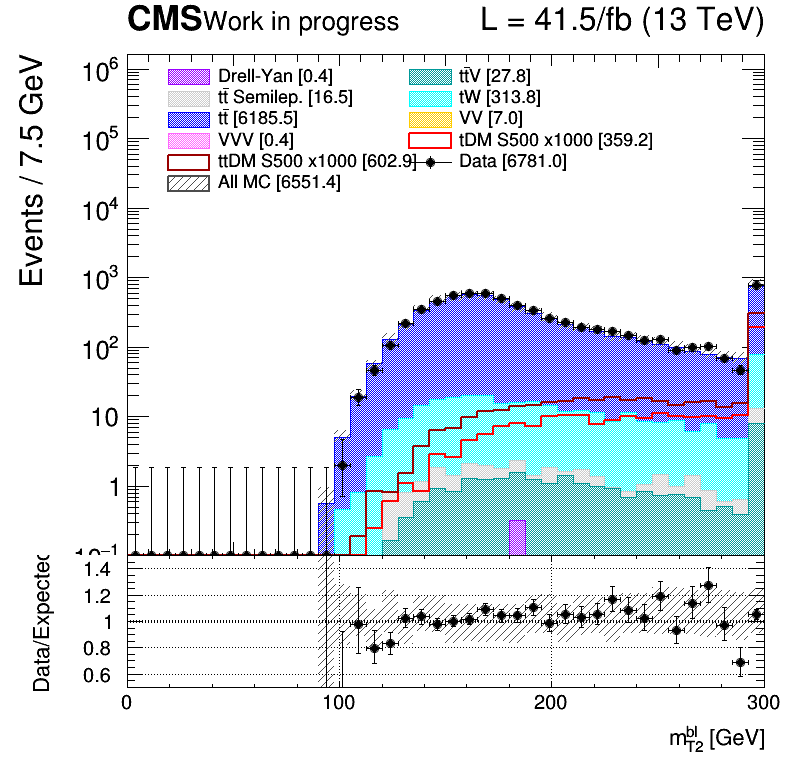 CMS Work in progress L = 41.5/fb (13 TeV)
Events / 7.5 GeV
10⁶
10⁵
10⁴
10³
10²
10
1
10⁻¹
Drell-Yan [0.4] tt̄V [27.8]
tt̄ Semilep. [16.5] tW [313.8]
tt̄ [6185.5] VV [7.0]
VVV [0.4] tDM S500 x1000 [359.2]
ttDM S500 x1000 [602.9] Data [6781.0]
All MC [6551.4]
Data/Expected
1.4
1.2
1
0.8
0.6
0 100 200 300
m_{T2}^{bl} [GeV]